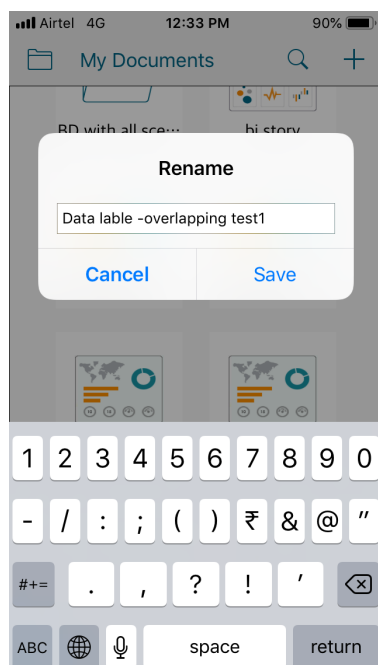 Airtel 4G 12:33 PM 90%
My Documents
BD with all sce··· bi story
Rename
Data lable -overlapping test1
Cancel Save
1 2 3 4 5 6 7 8 9 0
- / : ; ( ) ₹ & @ "
#+= . , ? ! '
ABC space return